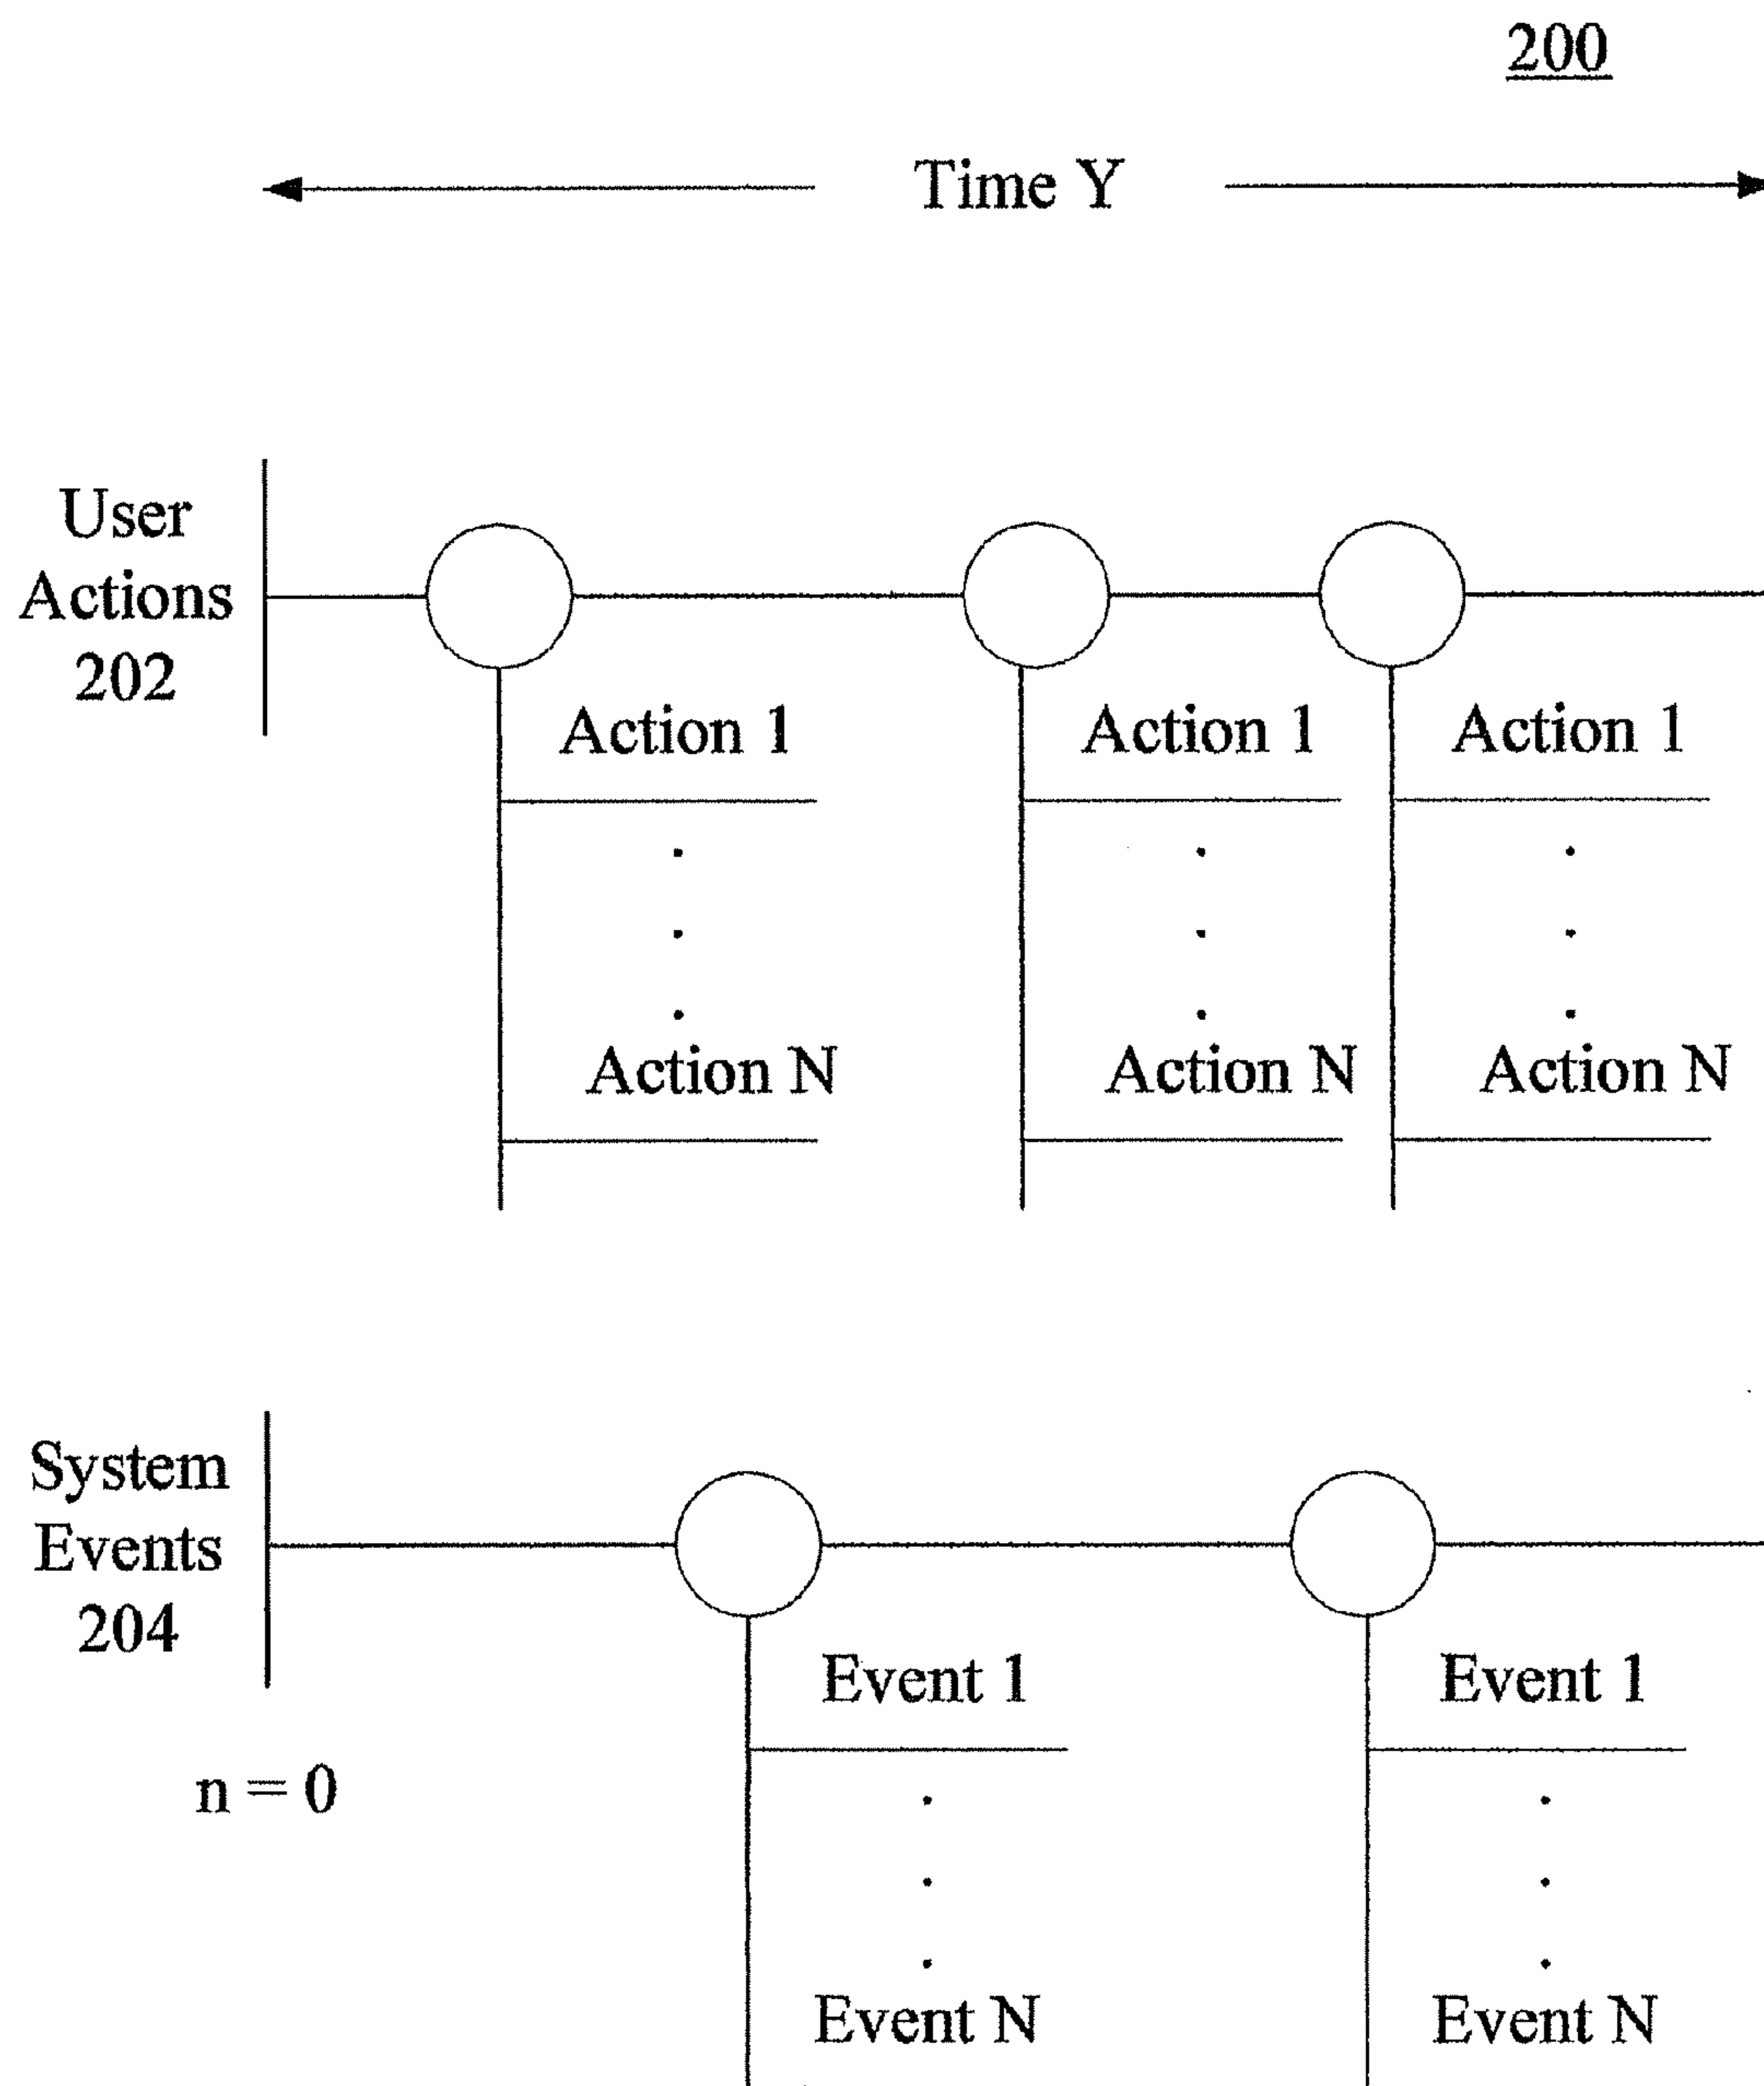 200
Time Y
User
Actions
202
Action 1 Action 1 Action 1
Action N Action N Action N
System
Events
204
Event 1 Event 1
n = 0
Event N Event N